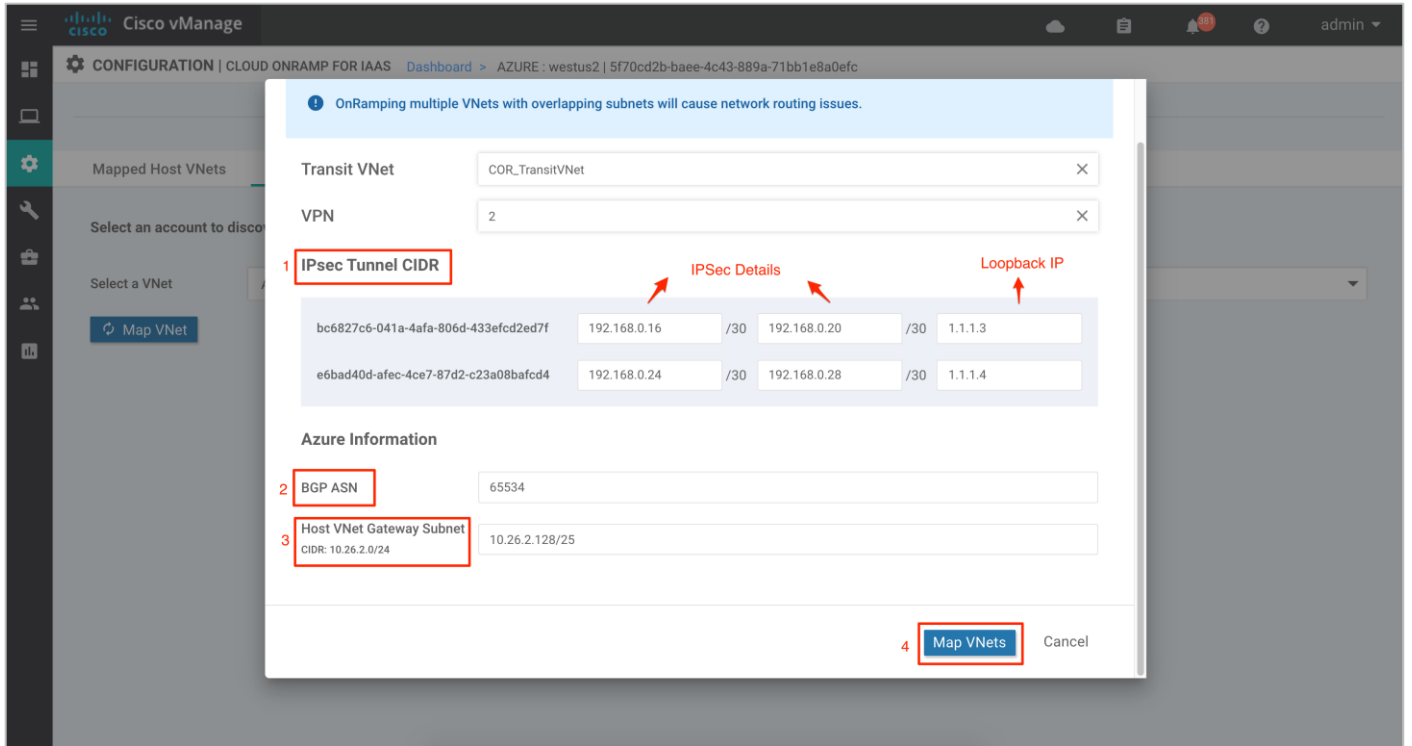 cisco Cisco vManage 381 admin
CONFIGURATION | CLOUD ONRAMP FOR IAAS Dashboard > AZURE : westus2 | 5f70cd2b-baee-4c43-889a-71bb1e8a0efc
OnRamping multiple VNets with overlapping subnets will cause network routing issues.
Mapped Host VNets
Transit VNet COR_TransitVNet
VPN 2
Select an account to disco
1 IPsec Tunnel CIDR IPSec Details Loopback IP
Select a VNet
Map VNet
bc6827c6-041a-4afa-806d-433efcd2ed7f 192.168.0.16 /30 192.168.0.20 /30 1.1.1.3
e6bad40d-afec-4ce7-87d2-c23a08bafcd4 192.168.0.24 /30 192.168.0.28 /30 1.1.1.4
Azure Information
2 BGP ASN 65534
3 Host VNet Gateway Subnet
CIDR: 10.26.2.0/24 10.26.2.128/25
4 Map VNets Cancel